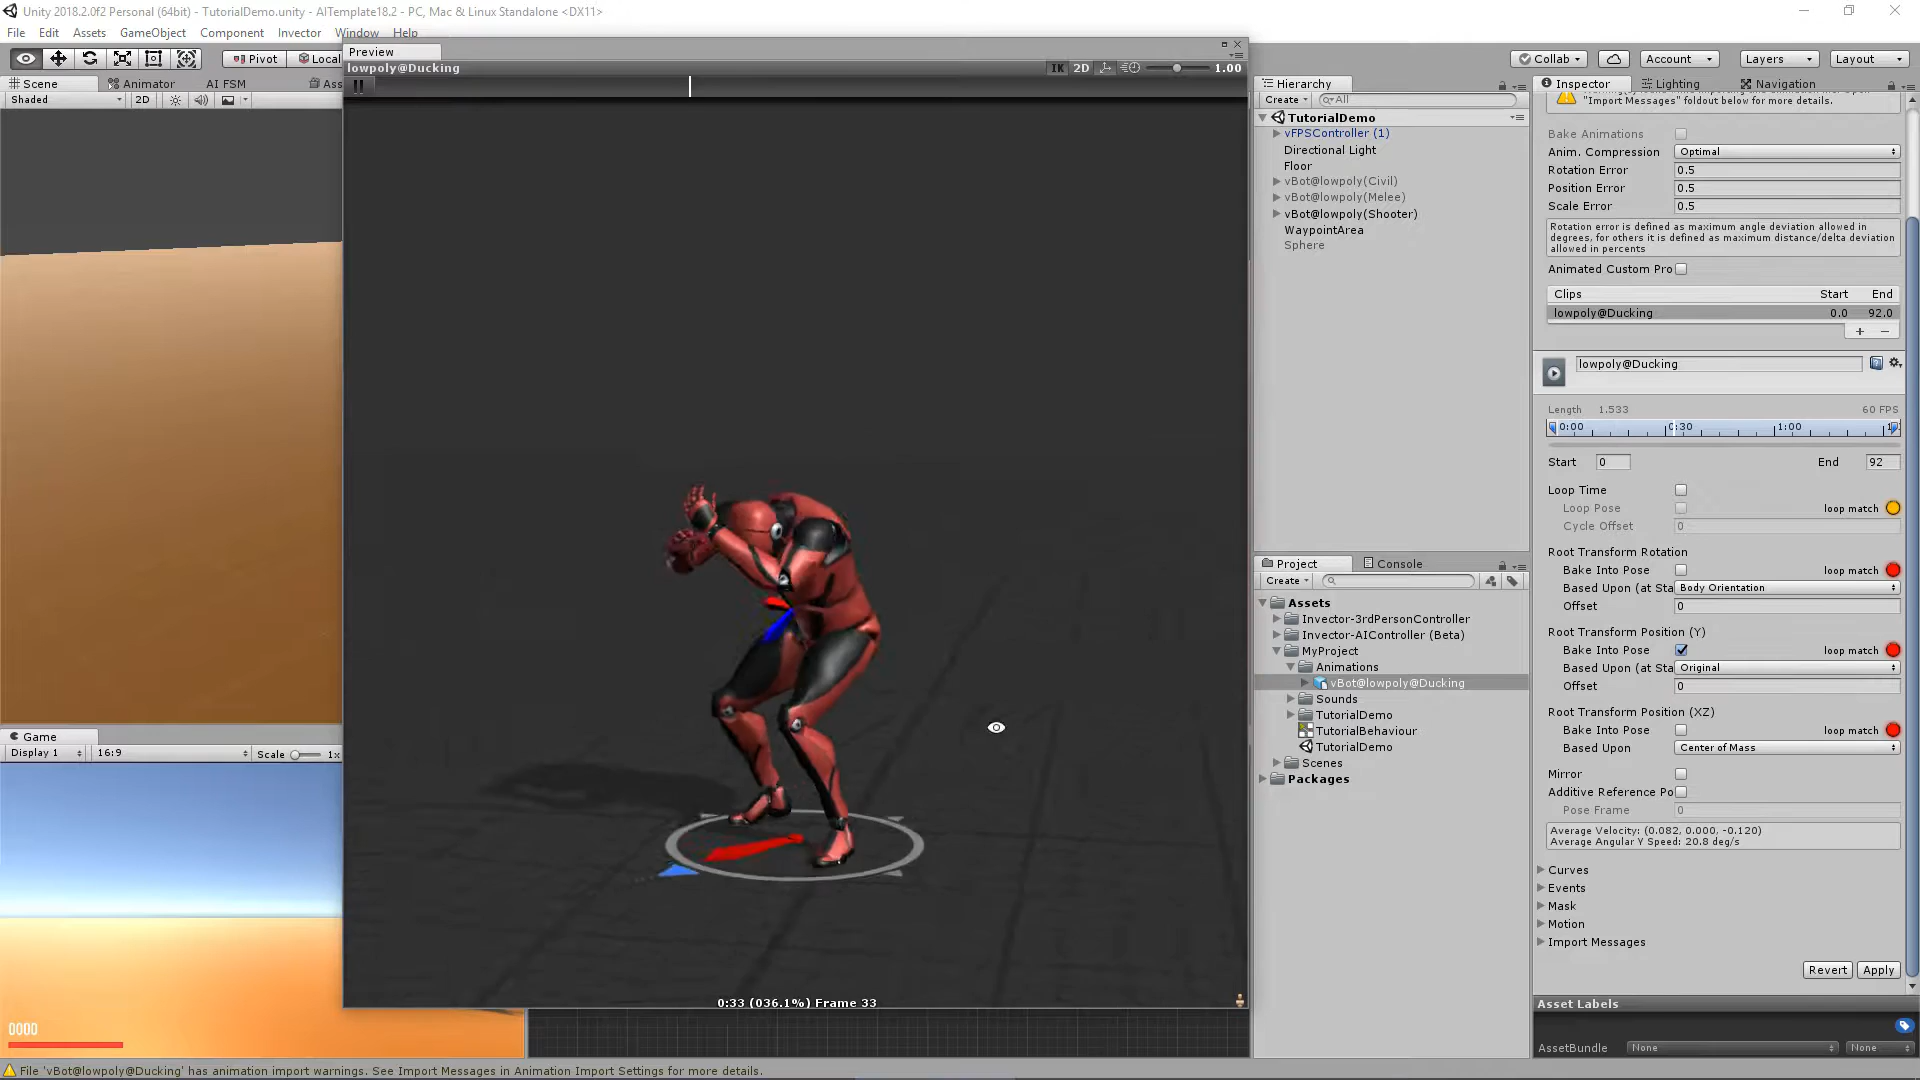 Unity 2018.2.0f2 Personal (64bit) - TutorialDemo.unity - AITemplate18.2 - PC, Mac & Linux Standalone <DX11>
File Edit Assets GameObject Component Invector Window Help
Pivot Local Collab Account Layers Layout
Scene Animator AI FSM Ass
Shaded 2D
Preview
lowpoly@Ducking IK 2D 1.00
0:33 (036.1%) Frame 33
Game
Display 1 16:9 Scale 1x
0000
Hierarchy
Create All
TutorialDemo
vFPSController (1)
Directional Light
Floor
vBot@lowpoly(Civil)
vBot@lowpoly(Melee)
vBot@lowpoly(Shooter)
WaypointArea
Sphere
Project Console
Create
Assets
Invector-3rdPersonController
Invector-AIController (Beta)
MyProject
Animations
vBot@lowpoly@Ducking
Sounds
TutorialDemo
TutorialBehaviour
TutorialDemo
Scenes
Packages
Inspector Lighting Navigation
"Import Messages" foldout below for more details.
Bake Animations
Anim. Compression Optimal
Rotation Error 0.5
Position Error 0.5
Scale Error 0.5
Rotation error is defined as maximum angle deviation allowed in
degrees, for others it is defined as maximum distance/delta deviation
allowed in percents
Animated Custom Pro
Clips Start End
lowpoly@Ducking 0.0 92.0
+ −
lowpoly@Ducking
Length 1.533 60 FPS
0:00 0:30 1:00 1:
Start 0 End 92
Loop Time
Loop Pose loop match
Cycle Offset 0
Root Transform Rotation
Bake Into Pose loop match
Based Upon (at Sta Body Orientation
Offset 0
Root Transform Position (Y)
Bake Into Pose loop match
Based Upon (at Sta Original
Offset 0
Root Transform Position (XZ)
Bake Into Pose loop match
Based Upon Center of Mass
Mirror
Additive Reference Po
Pose Frame 0
Average Velocity: (0.082, 0.000, -0.120)
Average Angular Y Speed: 20.8 deg/s
Curves
Events
Mask
Motion
Import Messages
Revert Apply
Asset Labels
AssetBundle None None
File 'vBot@lowpoly@Ducking' has animation import warnings. See Import Messages in Animation Import Settings for more details.